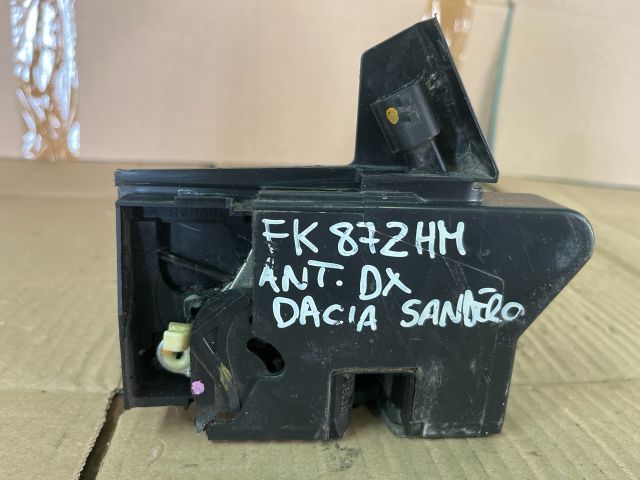 FK 872HM
ANT. DX
DACIA SANDERO